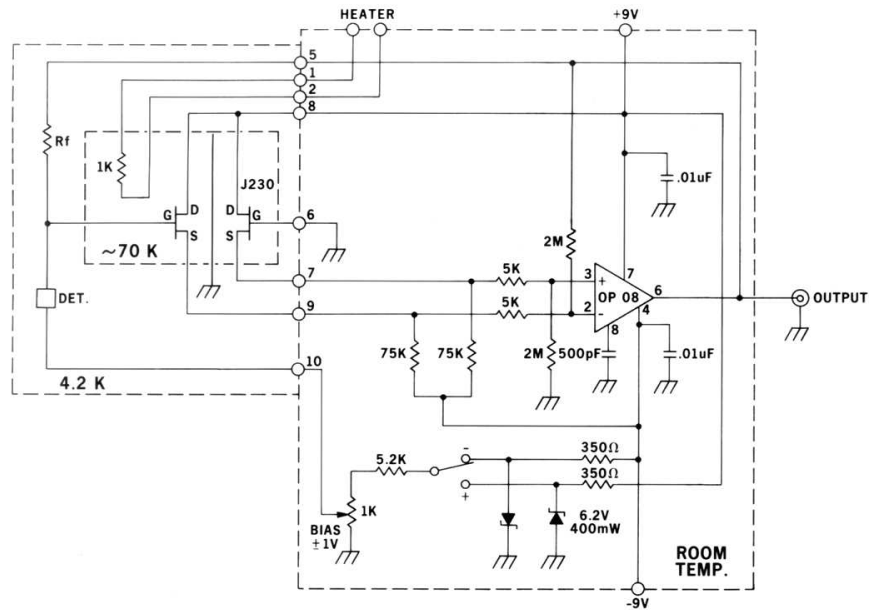 HEATER
+9V
5
1
2
8
Rf
1K
J230
.01uF
G
D
D
G
6
S
S
2M
~70 K
7
5K
3
+
7
OP 08
6
OUTPUT
DET.
9
5K
2
-
4
8
75K
75K
2M
500pF
.01uF
10
4.2 K
5.2K
-
350Ω
350Ω
+
1K
BIAS
±1V
6.2V
400mW
ROOM
TEMP.
-9V